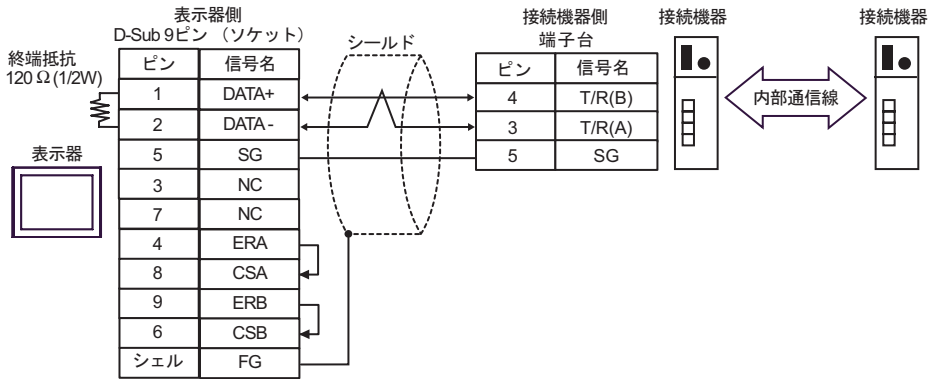 表示器側
D-Sub 9ピン （ソケット）
終端抵抗
120 Ω(1/2W)
ピン 信号名
1 DATA+
2 DATA-
5 SG
3 NC
7 NC
4 ERA
8 CSA
9 ERB
6 CSB
シェル FG
表示器
シールド
接続機器側
端子台
ピン 信号名
4 T/R(B)
3 T/R(A)
5 SG
接続機器
内部通信線
接続機器